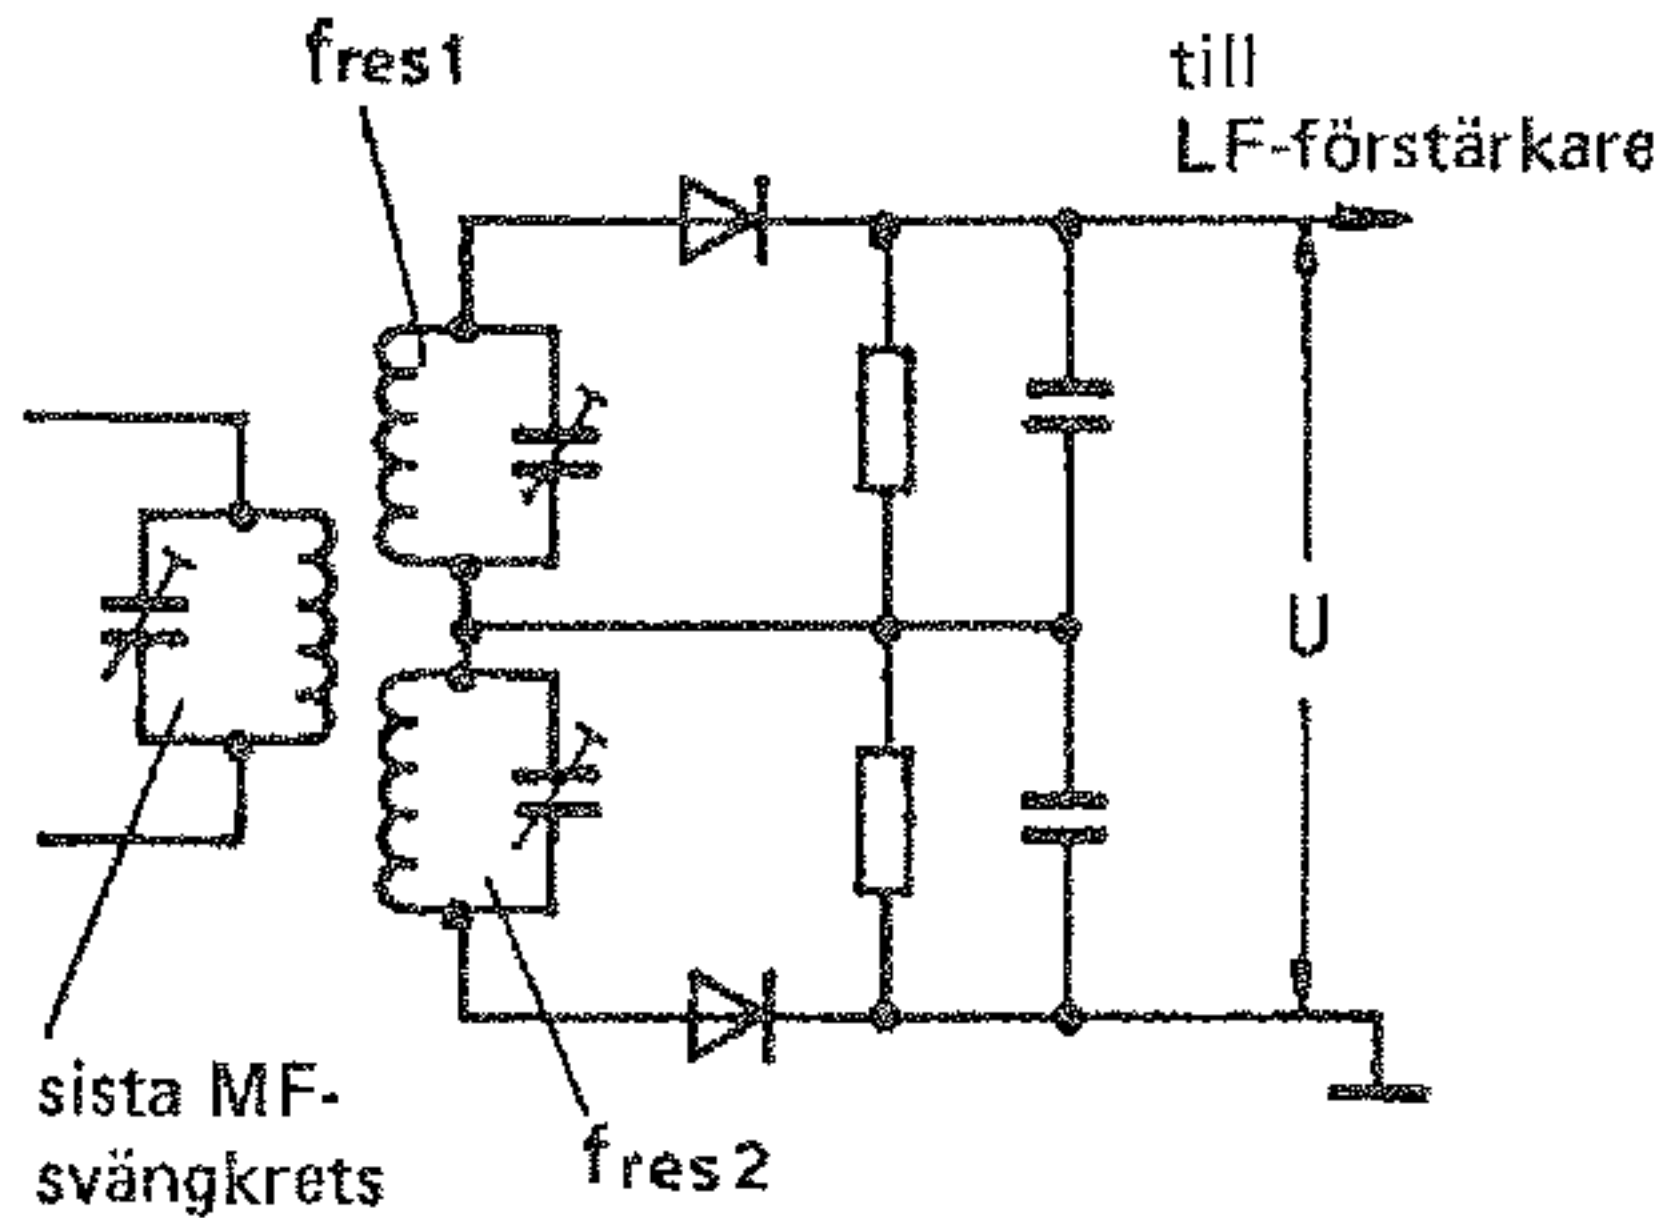 fres1
till
LF-förstärkare
U
sista MF-
svängkrets
fres2